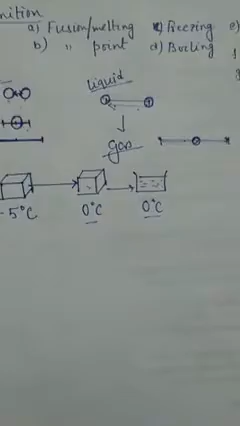 nition
a) Fusion/melting c) Freezing e)
b) " point d) Boiling
liquid
gas
-5°C 0°C 0°C